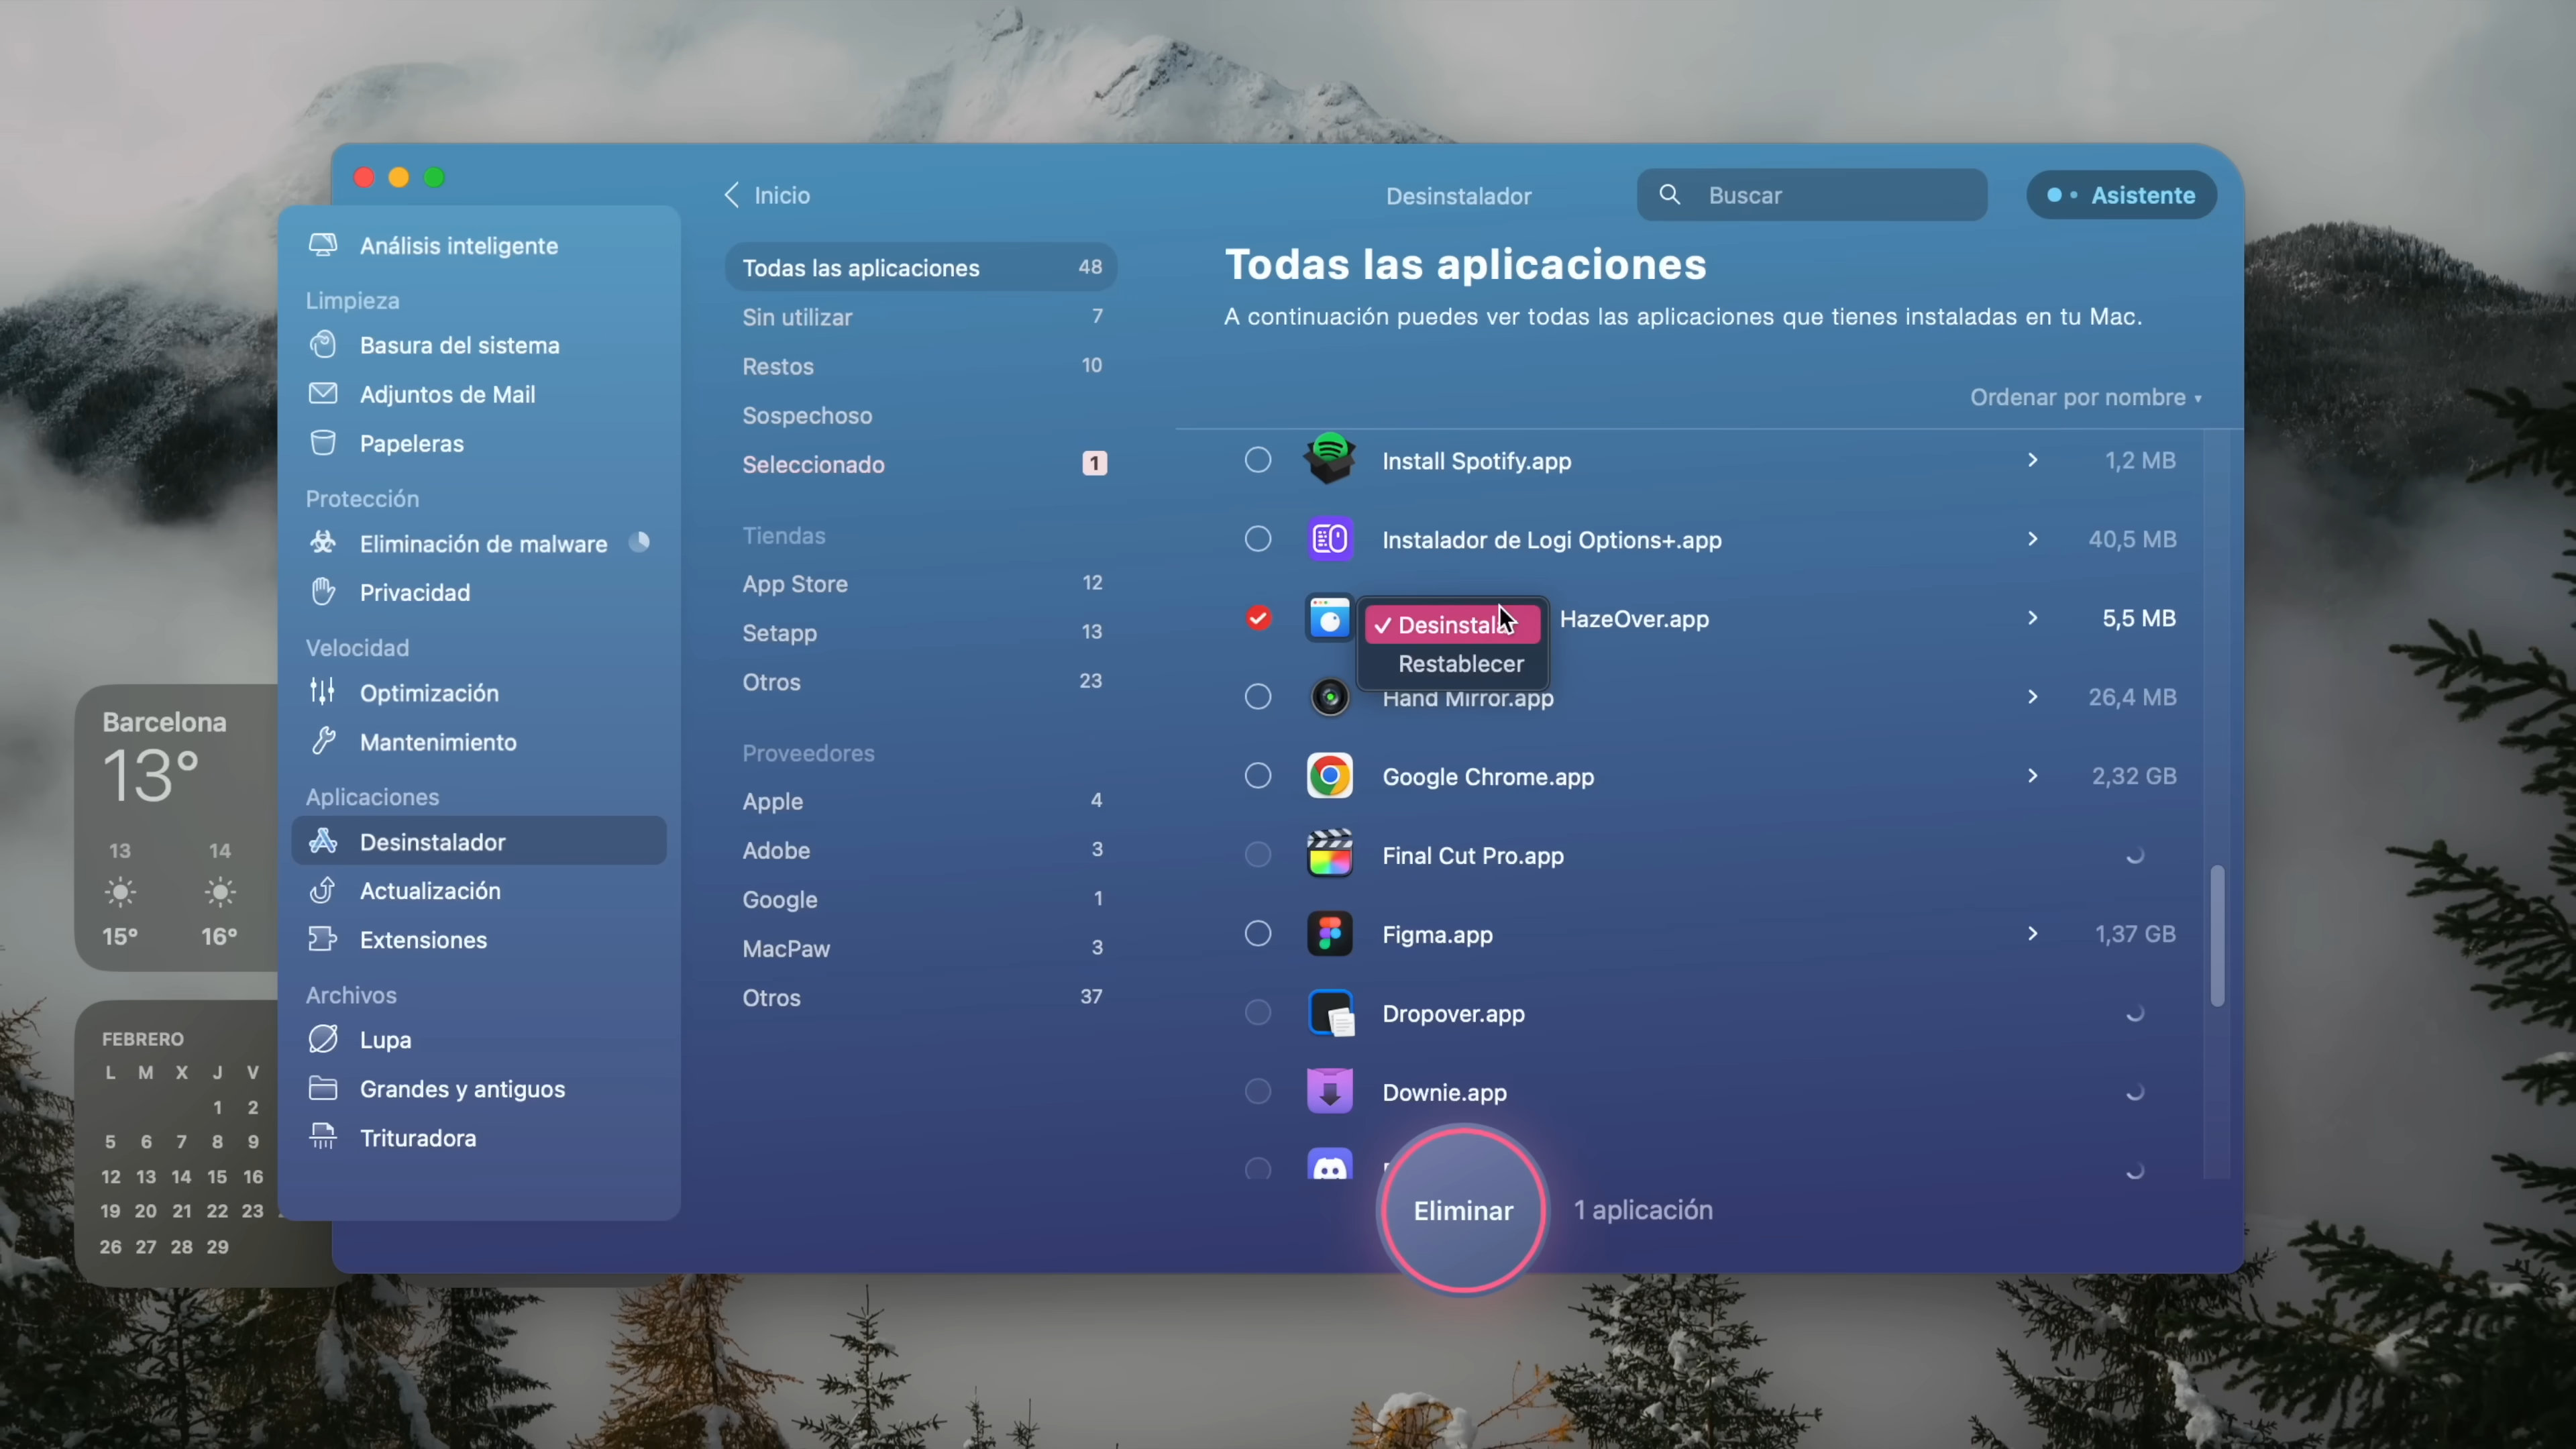 Inicio
Desinstalador
Buscar
Asistente
Análisis inteligente
Limpieza
Basura del sistema
Adjuntos de Mail
Papeleras
Protección
Eliminación de malware
Privacidad
Velocidad
Optimización
Mantenimiento
Aplicaciones
Desinstalador
Actualización
Extensiones
Archivos
Lupa
Grandes y antiguos
Trituradora
Todas las aplicaciones 48
Sin utilizar 7
Restos 10
Sospechoso
Seleccionado 1
Tiendas
App Store 12
Setapp 13
Otros 23
Proveedores
Apple 4
Adobe 3
Google 1
MacPaw 3
Otros 37
Todas las aplicaciones
A continuación puedes ver todas las aplicaciones que tienes instaladas en tu Mac.
Ordenar por nombre
Install Spotify.app 1,2 MB
Instalador de Logi Options+.app 40,5 MB
Desinstalar HazeOver.app 5,5 MB
Restablecer
Hand Mirror.app 26,4 MB
Google Chrome.app 2,32 GB
Final Cut Pro.app
Figma.app 1,37 GB
Dropover.app
Downie.app
Eliminar 1 aplicación
Barcelona
13°
13 14
15° 16°
FEBRERO
L M X J V
1 2
5 6 7 8 9
12 13 14 15 16
19 20 21 22 23
26 27 28 29